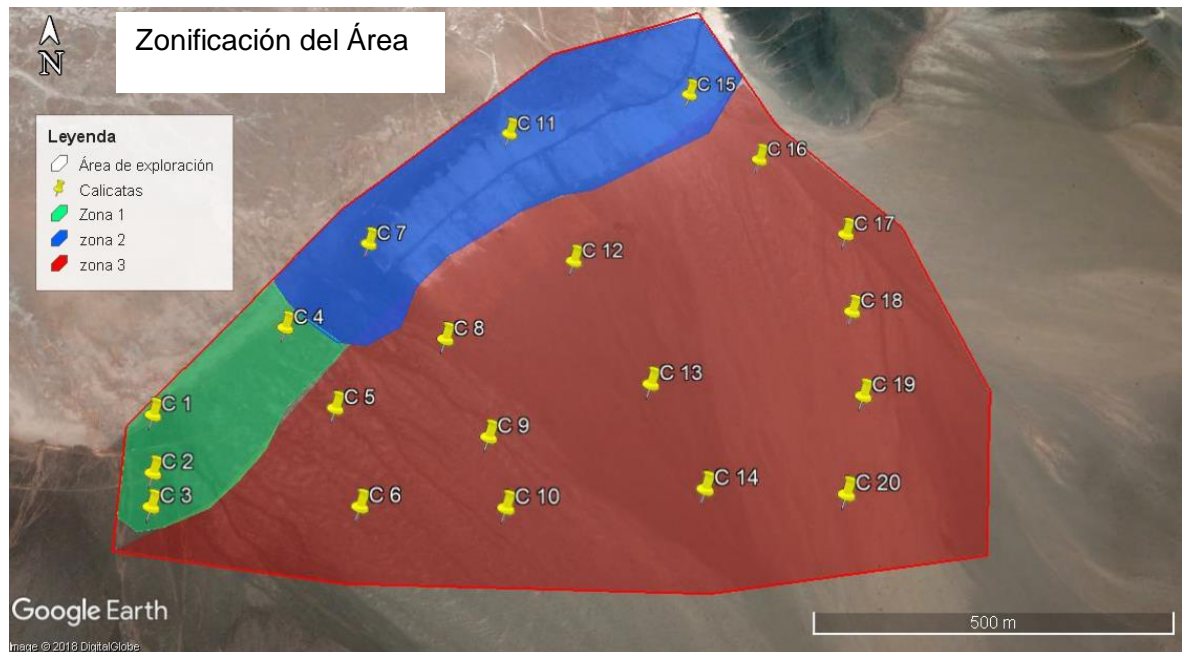 N
Zonificación del Área
Leyenda
Área de exploración
Calicatas
Zona 1
zona 2
zona 3
C 15
C 11
C 16
C 7
C 17
C 12
C 4
C 18
C 8
C 13
C 19
C 1
C 5
C 9
C 2
C 14
C 20
C 3
C 6
C 10
Google Earth
500 m
Image © 2018 DigitalGlobe